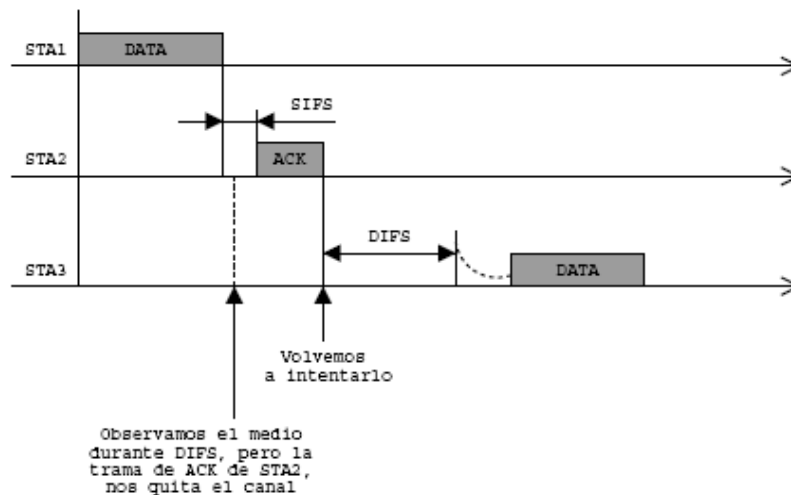 STA1
DATA
SIFS
STA2
ACK
DIFS
STA3
DATA
Volvemos
a intentarlo
Observamos el medio
durante DIFS, pero la
trama de ACK de STA2,
nos quita el canal